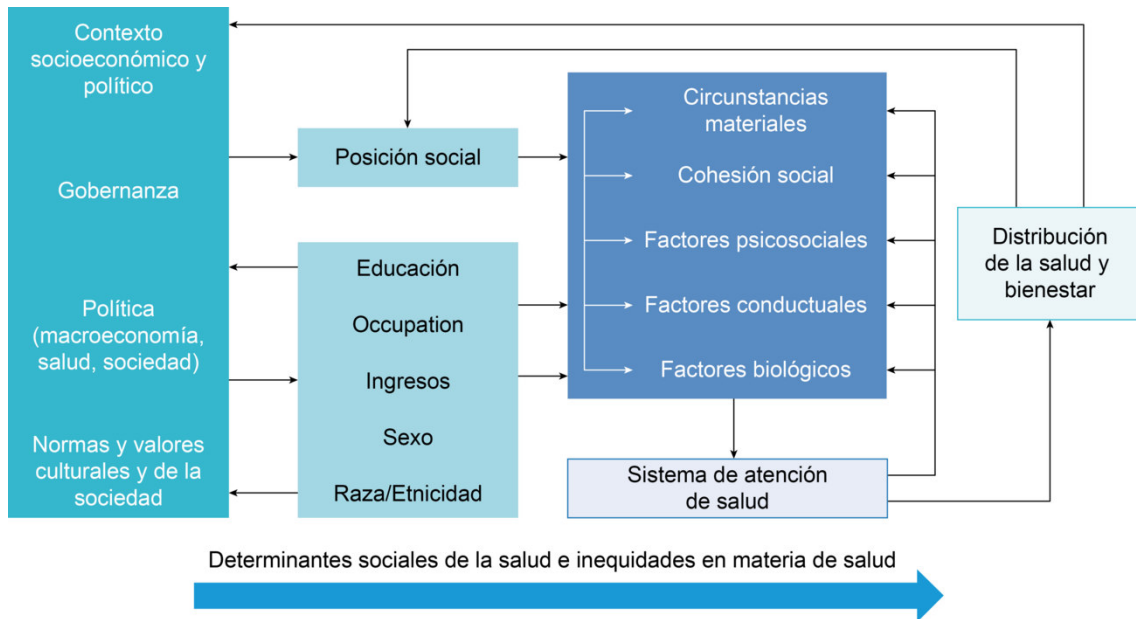 Contexto
socioeconómico y
político
Gobernanza
Política
(macroeconomía,
salud, sociedad)
Normas y valores
culturales y de la
sociedad
Posición social
Educación
Occupation
Ingresos
Sexo
Raza/Etnicidad
Circunstancias
materiales
Cohesión social
Factores psicosociales
Factores conductuales
Factores biológicos
Sistema de atención
de salud
Distribución
de la salud y
bienestar
Determinantes sociales de la salud e inequidades en materia de salud